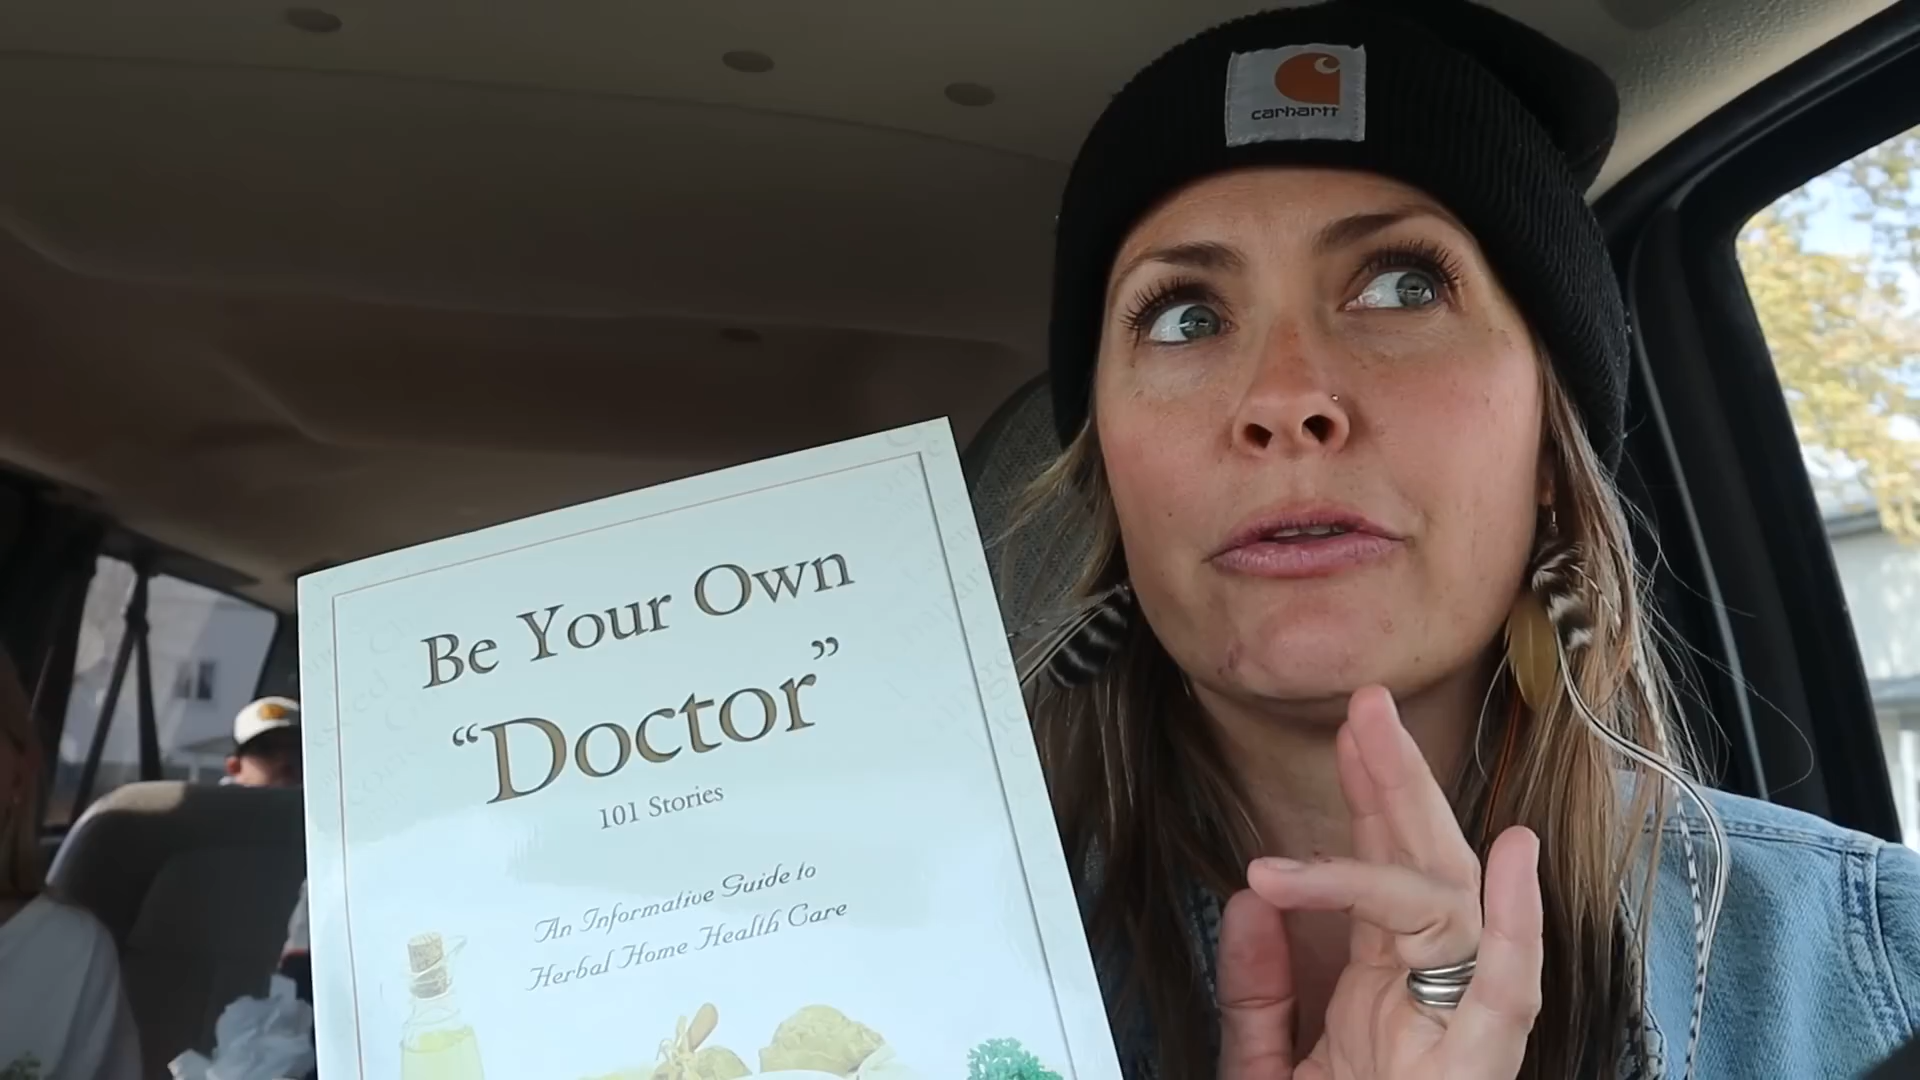 carhartt
Be Your Own
“Doctor”
101 Stories
An Informative Guide to
Herbal Home Health Care